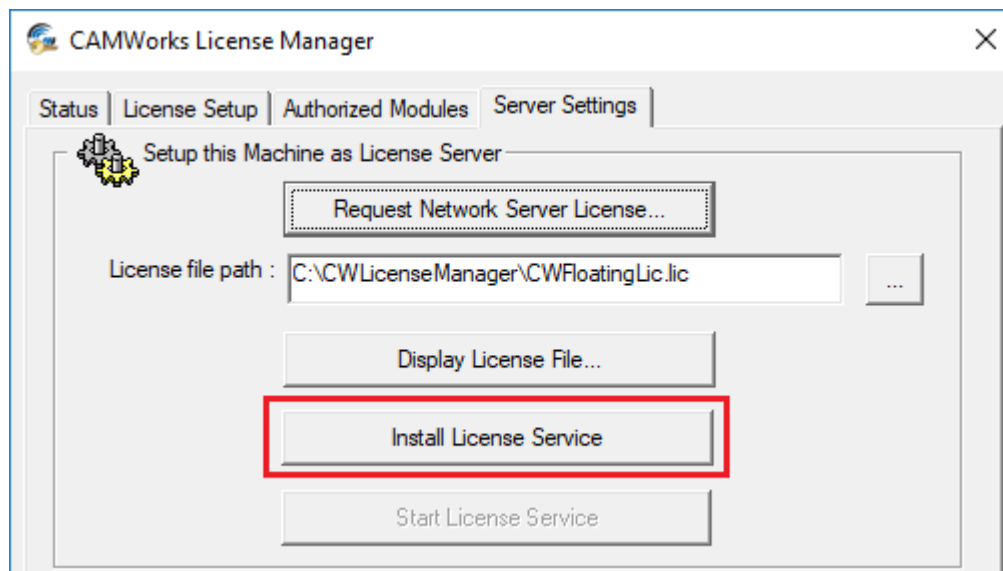 CAMWorks License Manager
Status License Setup Authorized Modules Server Settings
Setup this Machine as License Server
Request Network Server License...
License file path : C:\CWLicenseManager\CWFloatingLic.lic ...
Display License File...
Install License Service
Start License Service